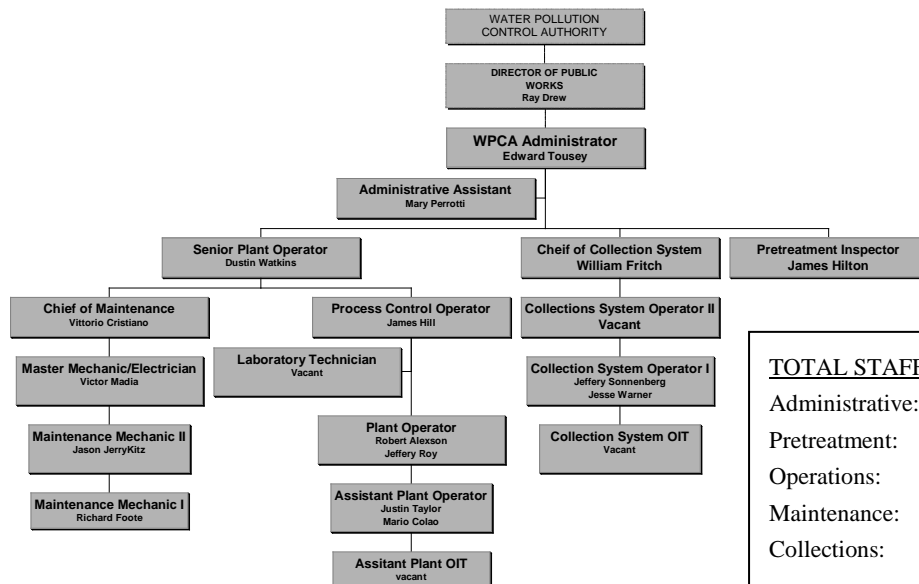 WATER POLLUTION
CONTROL AUTHORITY
DIRECTOR OF PUBLIC
WORKS
Ray Drew
WPCA Administrator
Edward Tousey
Administrative Assistant
Mary Perrotti
Senior Plant Operator
Dustin Watkins
Cheif of Collection System
William Fritch
Pretreatment Inspector
James Hilton
Chief of Maintenance
Vittorio Cristiano
Process Control Operator
James Hill
Collections System Operator II
Vacant
Master Mechanic/Electrician
Victor Madia
Laboratory Technician
Vacant
Collection System Operator I
Jeffery Sonnenberg
Jesse Warner
Maintenance Mechanic II
Jason JerryKitz
Plant Operator
Robert Alexson
Jeffery Roy
Collection System OIT
Vacant
Maintenance Mechanic I
Richard Foote
Assistant Plant Operator
Justin Taylor
Mario Colao
Assitant Plant OIT
vacant
TOTAL STAFF
Administrative:
Pretreatment:
Operations:
Maintenance:
Collections: